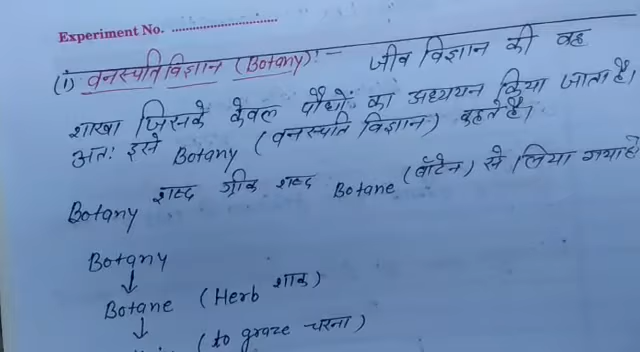 Experiment No. ..............................
(1) वनस्पति विज्ञान (Botany):- जीव विज्ञान की वह
शाखा जिसके केवल पौधों का अध्ययन किया जाता है।
अतः इसे Botany (वनस्पति विज्ञान) कहते है।
Botany शब्द ग्रीक शब्द Botane (बॉटेन) से लिया गया है
Botany
↓
Botane (Herb शाक)
↓
(to graze चरना)